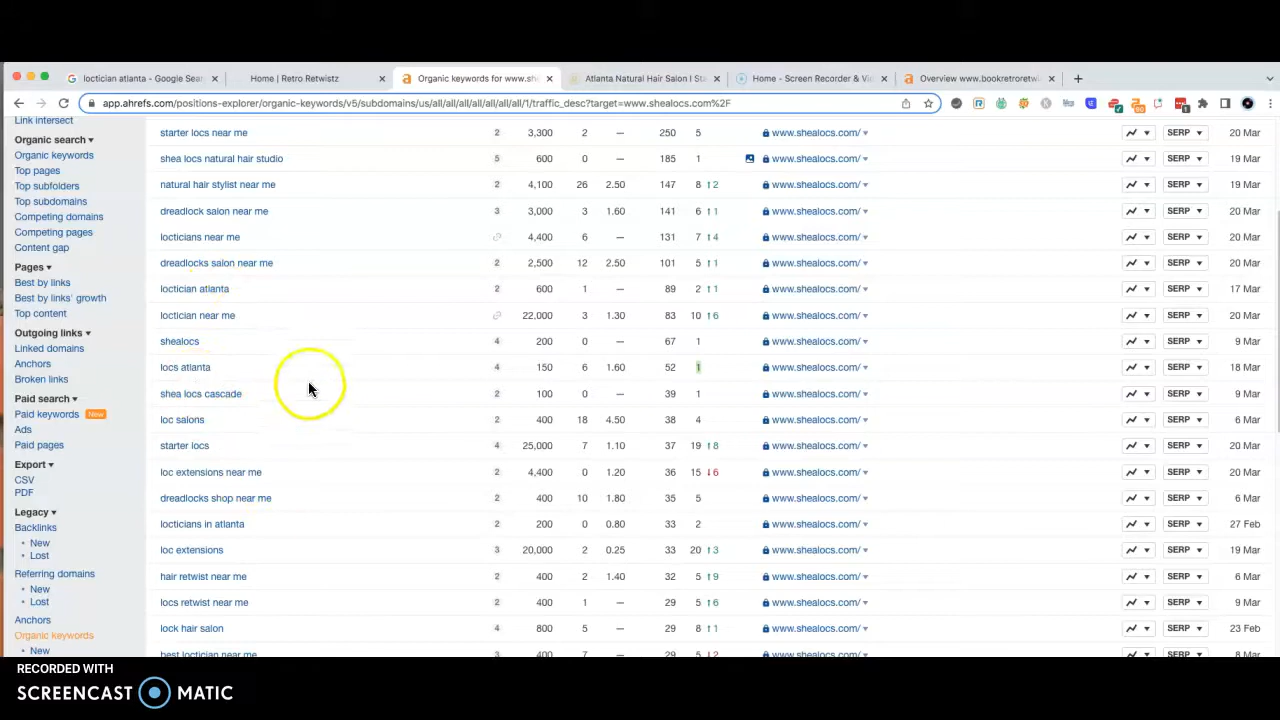 loctician atlanta - Google Sear
Home | Retro Retwistz
Organic keywords for www.she
Atlanta Natural Hair Salon I St
Home - Screen Recorder & Vi
Overview www.bookretroretw
app.ahrefs.com/positions-explorer/organic-keywords/v5/subdomains/us/all/all/all/all/all/all/all/1/traffic_desc?target=www.shealocs.com%2F
Link intersect
Organic search
Organic keywords
Top pages
Top subfolders
Top subdomains
Competing domains
Competing pages
Content gap
Pages
Best by links
Best by links' growth
Top content
Outgoing links
Linked domains
Anchors
Broken links
Paid search
Paid keywords New
Ads
Paid pages
Export
CSV
PDF
Legacy
Backlinks
New
Lost
Referring domains
New
Lost
Anchors
Organic keywords
New
starter locs near me 2 3,300 2 — 250 5 www.shealocs.com/ SERP 20 Mar
shea locs natural hair studio 5 600 0 — 185 1 www.shealocs.com/ SERP 19 Mar
natural hair stylist near me 2 4,100 26 2.50 147 8 ↑2 www.shealocs.com/ SERP 19 Mar
dreadlock salon near me 3 3,000 3 1.60 141 6 ↑1 www.shealocs.com/ SERP 20 Mar
locticians near me 4,400 6 — 131 7 ↑4 www.shealocs.com/ SERP 20 Mar
dreadlocks salon near me 2 2,500 12 2.50 101 5 ↑1 www.shealocs.com/ SERP 20 Mar
loctician atlanta 2 600 1 — 89 2 ↑1 www.shealocs.com/ SERP 17 Mar
loctician near me 22,000 3 1.30 83 10 ↑6 www.shealocs.com/ SERP 20 Mar
shealocs 4 200 0 — 67 1 www.shealocs.com/ SERP 9 Mar
locs atlanta 4 150 6 1.60 52 1 www.shealocs.com/ SERP 18 Mar
shea locs cascade 2 100 0 — 39 1 www.shealocs.com/ SERP 9 Mar
loc salons 2 400 18 4.50 38 4 www.shealocs.com/ SERP 6 Mar
starter locs 4 25,000 7 1.10 37 19 ↑8 www.shealocs.com/ SERP 20 Mar
loc extensions near me 2 4,400 0 1.20 36 15 ↓6 www.shealocs.com/ SERP 20 Mar
dreadlocks shop near me 2 400 10 1.80 35 5 www.shealocs.com/ SERP 6 Mar
locticians in atlanta 2 200 0 0.80 33 2 www.shealocs.com/ SERP 27 Feb
loc extensions 3 20,000 2 0.25 33 20 ↑3 www.shealocs.com/ SERP 19 Mar
hair retwist near me 2 400 2 1.40 32 5 ↑9 www.shealocs.com/ SERP 6 Mar
locs retwist near me 2 400 1 — 29 5 ↑6 www.shealocs.com/ SERP 9 Mar
lock hair salon 4 800 5 — 29 8 ↑1 www.shealocs.com/ SERP 23 Feb
best loctician near me 3 400 7 — 29 5 ↓2 www.shealocs.com/ SERP 8 Mar
RECORDED WITH
SCREENCAST MATIC